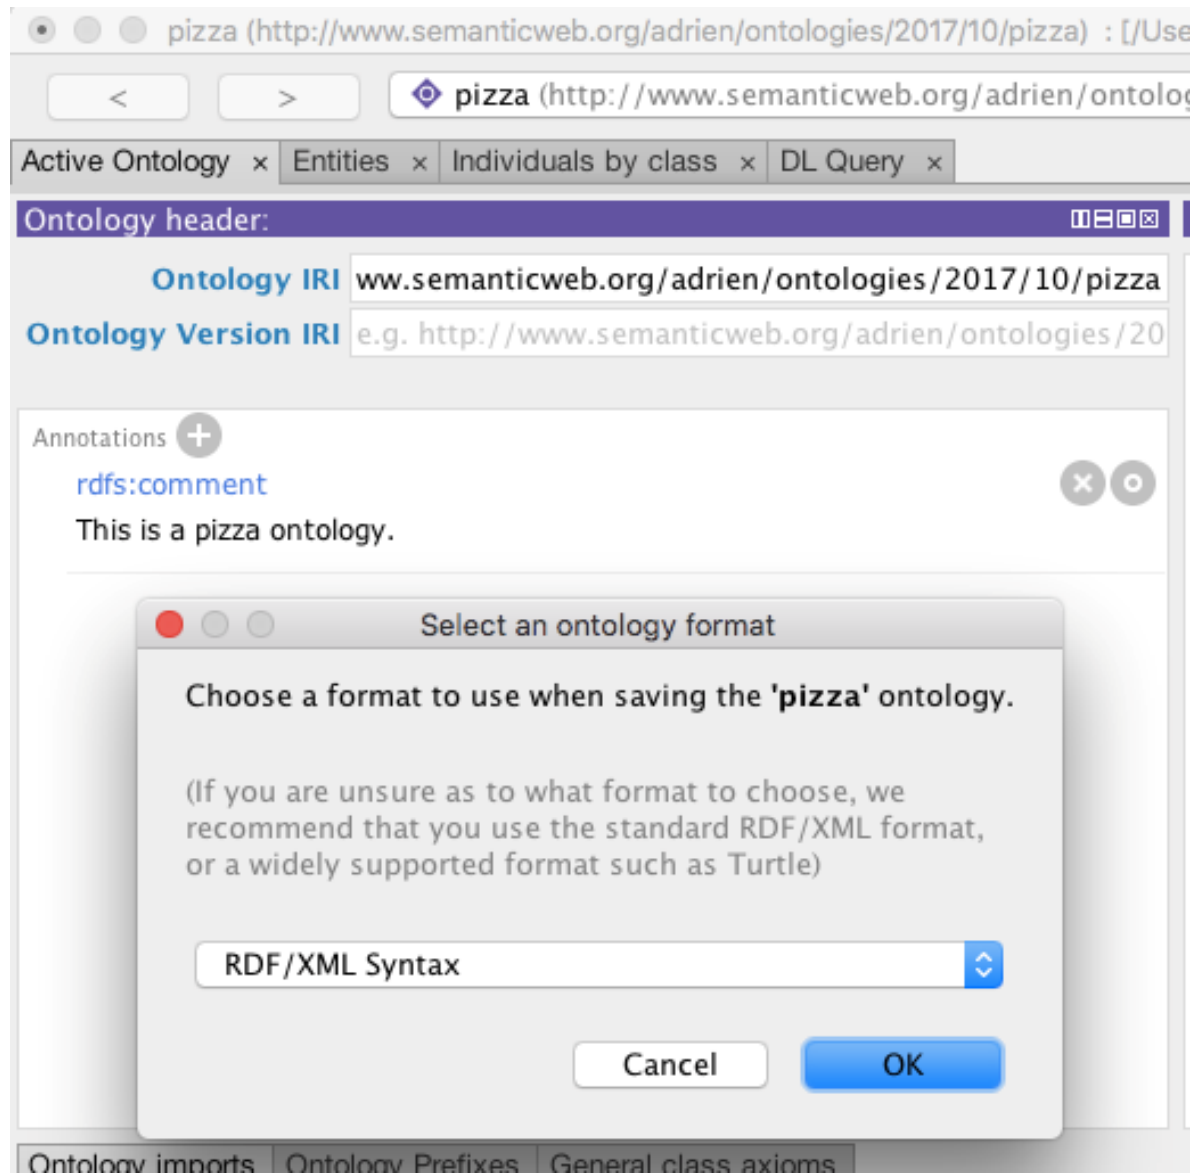 pizza (http://www.semanticweb.org/adrien/ontologies/2017/10/pizza) : [/Use
< > pizza (http://www.semanticweb.org/adrien/ontolog
Active Ontology × Entities × Individuals by class × DL Query ×
Ontology header:
Ontology IRI ww.semanticweb.org/adrien/ontologies/2017/10/pizza
Ontology Version IRI e.g. http://www.semanticweb.org/adrien/ontologies/20
Annotations
rdfs:comment
This is a pizza ontology.
Select an ontology format
Choose a format to use when saving the 'pizza' ontology.
(If you are unsure as to what format to choose, we
recommend that you use the standard RDF/XML format,
or a widely supported format such as Turtle)
RDF/XML Syntax
Cancel OK
Ontology imports Ontology Prefixes General class axioms